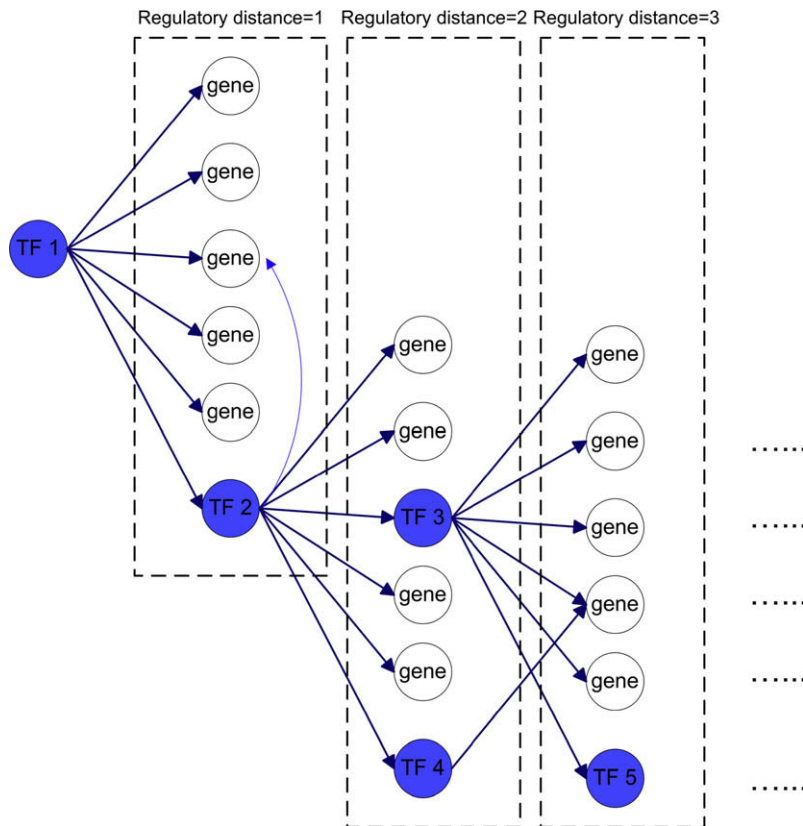 Regulatory distance=1
Regulatory distance=2
Regulatory distance=3
gene
gene
TF 1
gene
gene
gene
TF 2
gene
gene
TF 3
gene
gene
TF 4
gene
gene
gene
gene
gene
TF 5
......
......
......
......
......